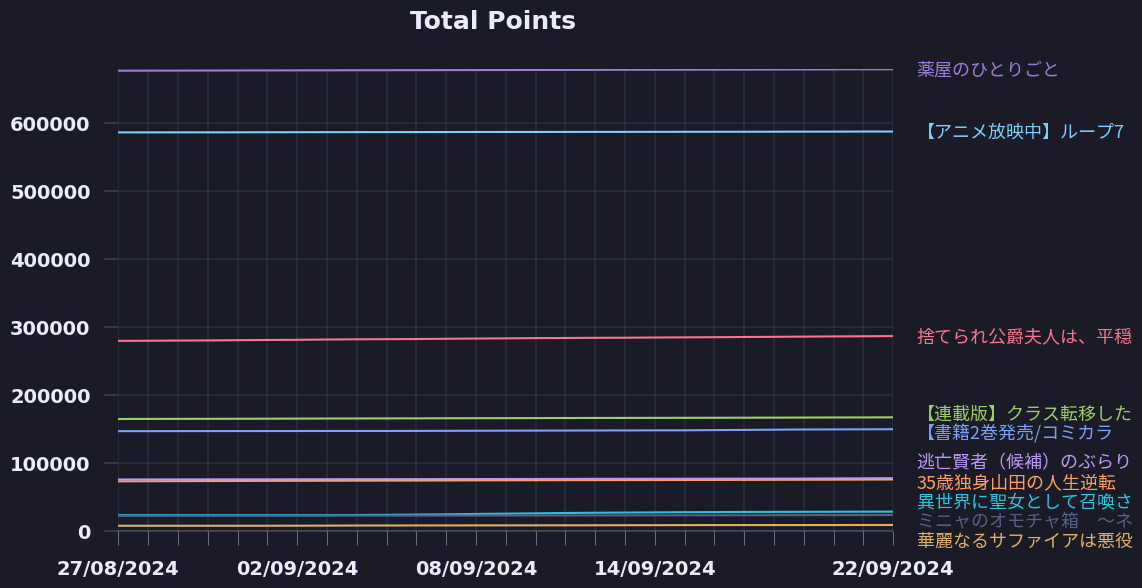 Total Points
600000
500000
400000
300000
200000
100000
0
27/08/2024
02/09/2024
08/09/2024
14/09/2024
22/09/2024
薬屋のひとりごと
【アニメ放映中】ループ7
捨てられ公爵夫人は、平穏
【連載版】クラス転移した
【書籍2巻発売/コミカラ
逃亡賢者（候補）のぶらり
35歳独身山田の人生逆転
異世界に聖女として召喚さ
ミニャのオモチャ箱　～ネ
華麗なるサファイアは悪役